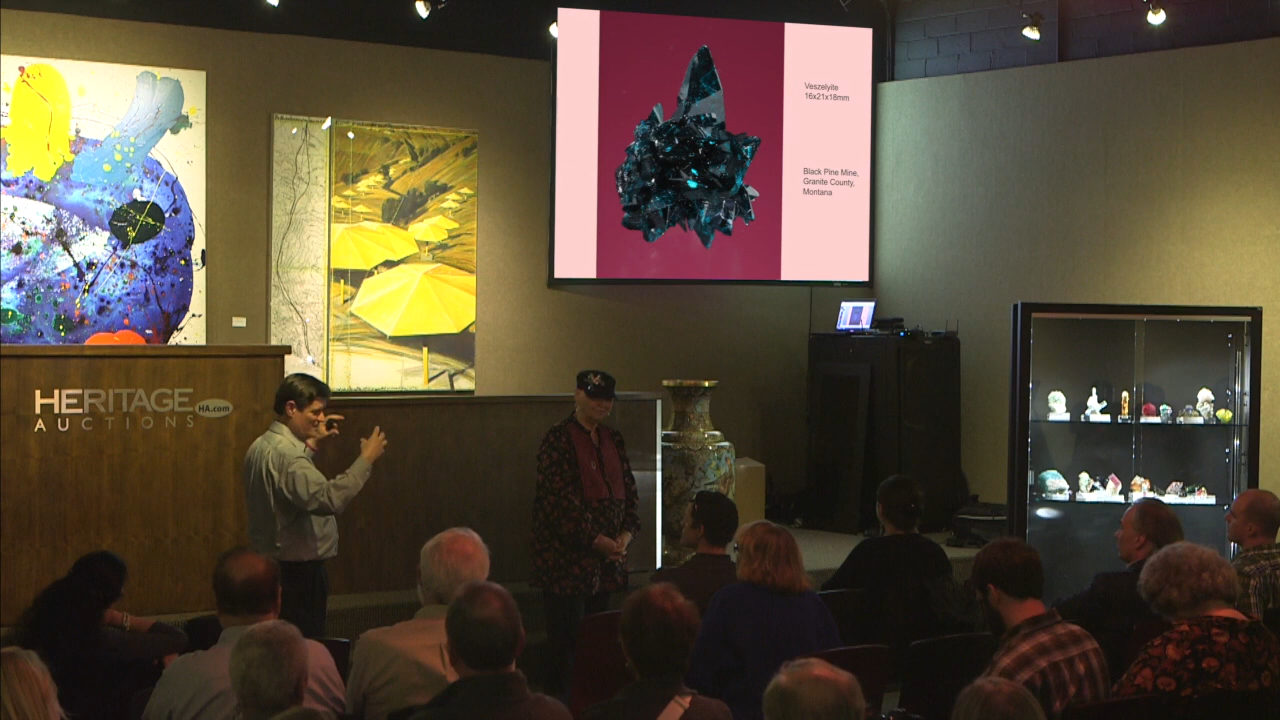 Veszelyite
16x21x18mm
Black Pine Mine,
Granite County,
Montana
HERITAGE
AUCTIONS
HA.com